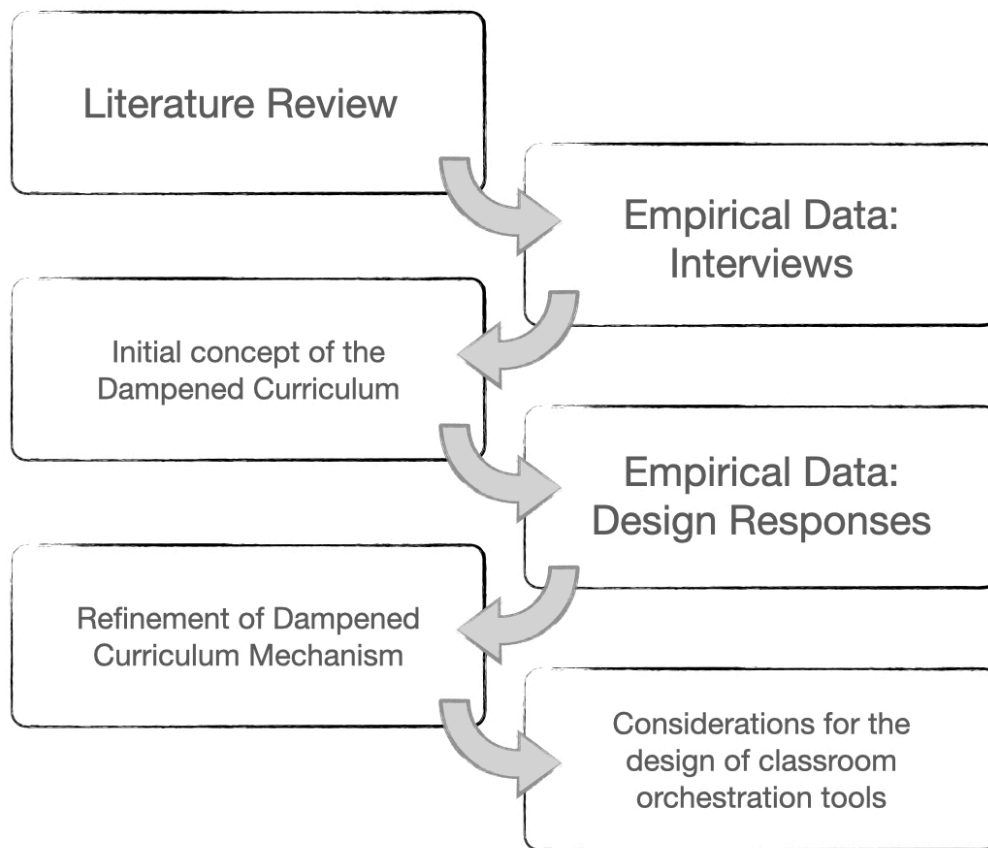 Literature Review
Empirical Data:
Interviews
Initial concept of the
Dampened Curriculum
Empirical Data:
Design Responses
Refinement of Dampened
Curriculum Mechanism
Considerations for the
design of classroom
orchestration tools